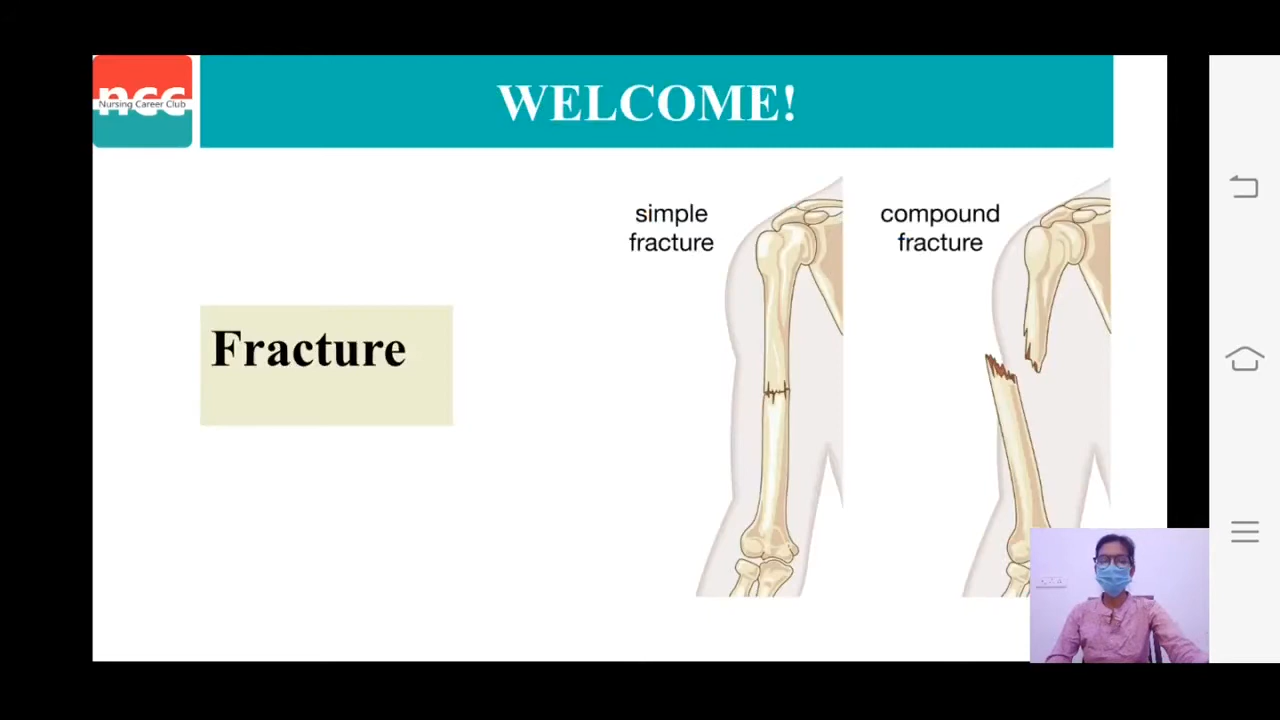 ncc
Nursing Career Club
WELCOME!
simple
fracture
compound
fracture
Fracture